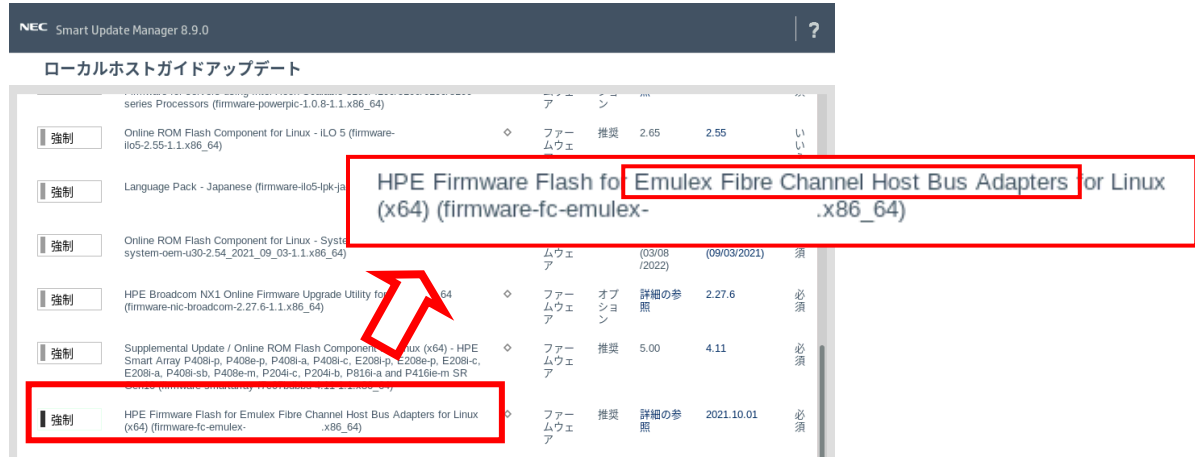 NEC Smart Update Manager 8.9.0 ?
ローカルホストガイドアップデート
series Processors (firmware-powerpic-1.0.8-1.1.x86_64) ア ン
強制 Online ROM Flash Component for Linux - iLO 5 (firmware- ◇ ファー 推奨 2.65 2.55 い
ilo5-2.55-1.1.x86_64) ムウェ い
HPE Firmware Flash for Emulex Fibre Channel Host Bus Adapters for Linux
(x64) (firmware-fc-emulex- .x86_64)
強制 Language Pack - Japanese (firmware-ilo5-lpk-ja
強制 Online ROM Flash Component for Linux - Syste
system-oem-u30-2.54_2021_09_03-1.1.x86_64) ムウェ (03/08 (09/03/2021) 須
ア /2022)
強制 HPE Broadcom NX1 Online Firmware Upgrade Utility for 64 ◇ ファー オプ 詳細の参 2.27.6 必
(firmware-nic-broadcom-2.27.6-1.1.x86_64) ムウェ ショ 照 須
ア ン
強制 Supplemental Update / Online ROM Flash Component for Linux (x64) - HPE ◇ ファー 推奨 5.00 4.11 必
Smart Array P408i-p, P408e-p, P408i-a, P408i-c, E208i-p, E208e-p, E208i-c, ムウェ 須
E208i-a, P408i-sb, P408e-m, P204i-c, P204i-b, P816i-a and P416ie-m SR ア
強制 HPE Firmware Flash for Emulex Fibre Channel Host Bus Adapters for Linux ◇ ファー 推奨 詳細の参 2021.10.01 必
(x64) (firmware-fc-emulex- .x86_64) ムウェ 照 須
ア